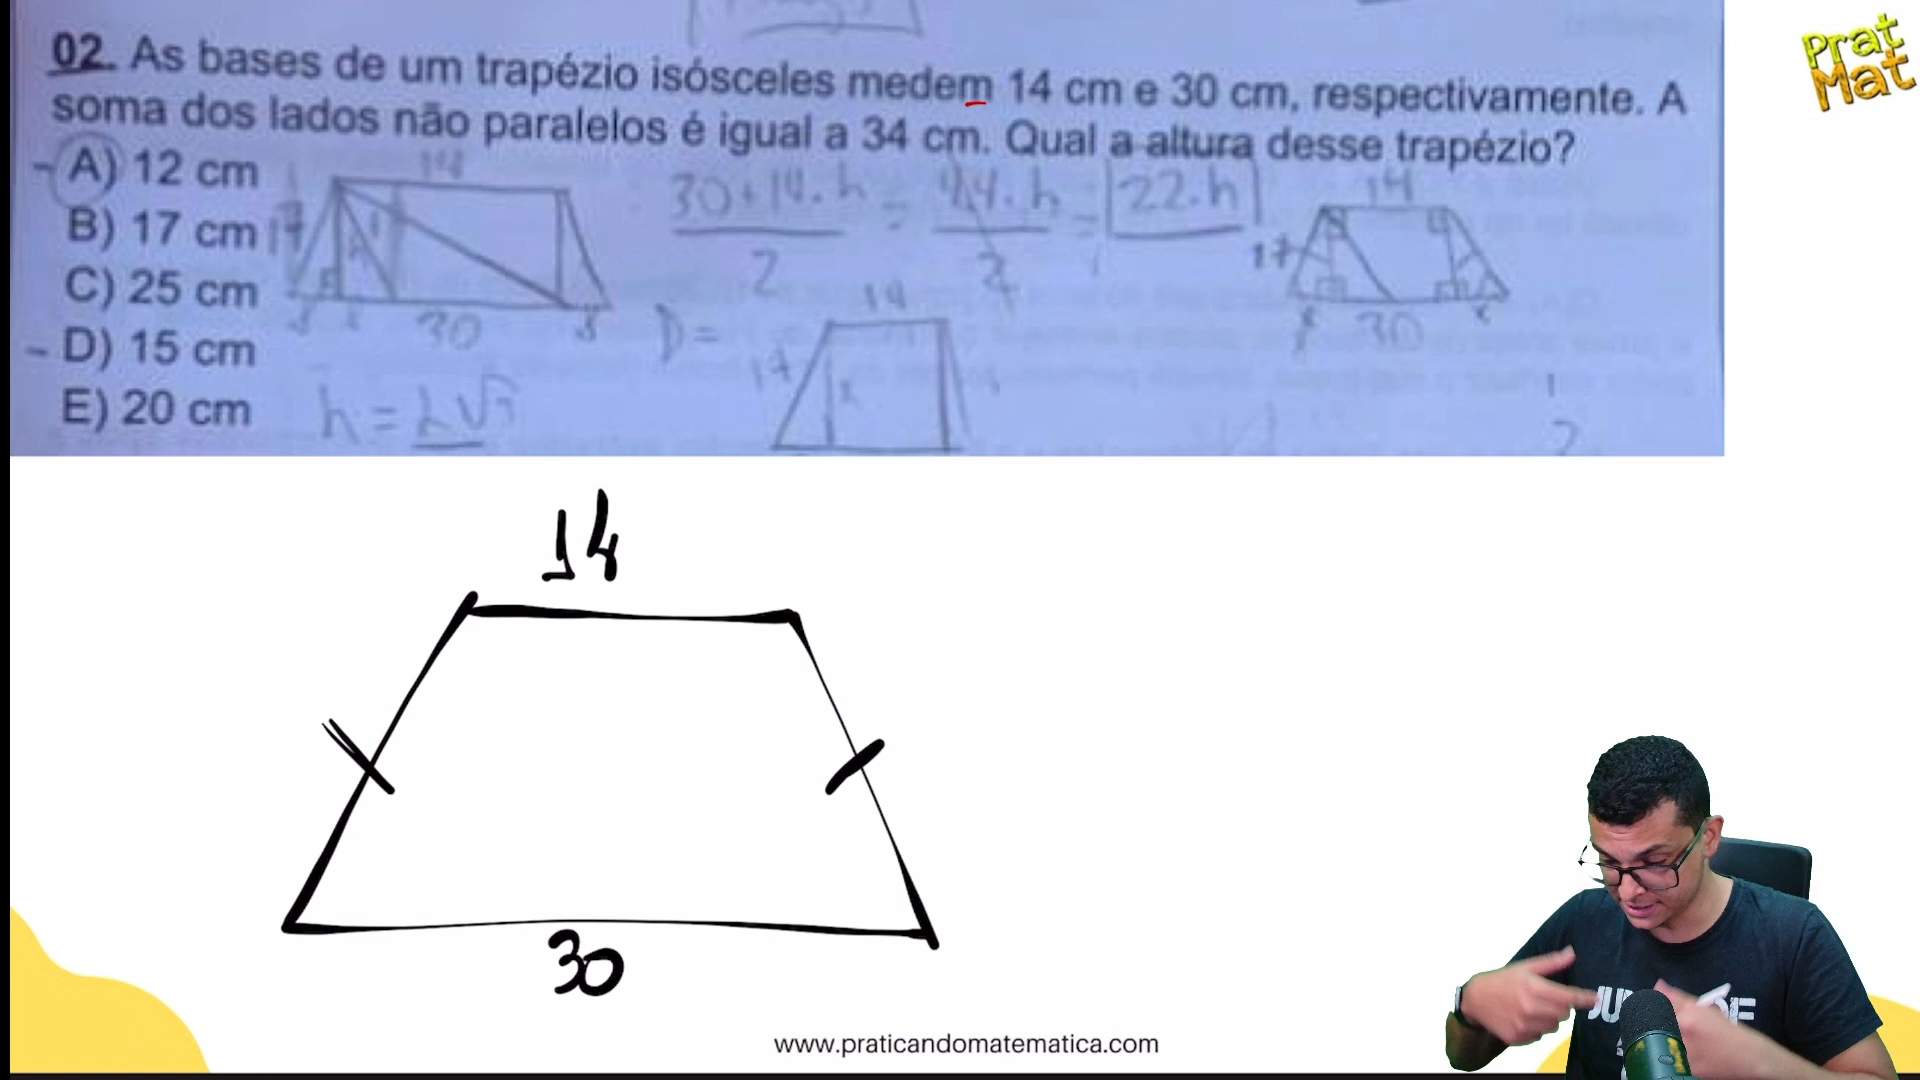 02. As bases de um trapézio isósceles medem 14 cm e 30 cm, respectivamente. A
soma dos lados não paralelos é igual a 34 cm. Qual a altura desse trapézio?
A) 12 cm
B) 17 cm
C) 25 cm
D) 15 cm
E) 20 cm
14
17
30
30+14.h = 44.h = 22.h
2 2
14
17
30
D =
14
17
x
14
30
Prat
Mat
www.praticandomatematica.com